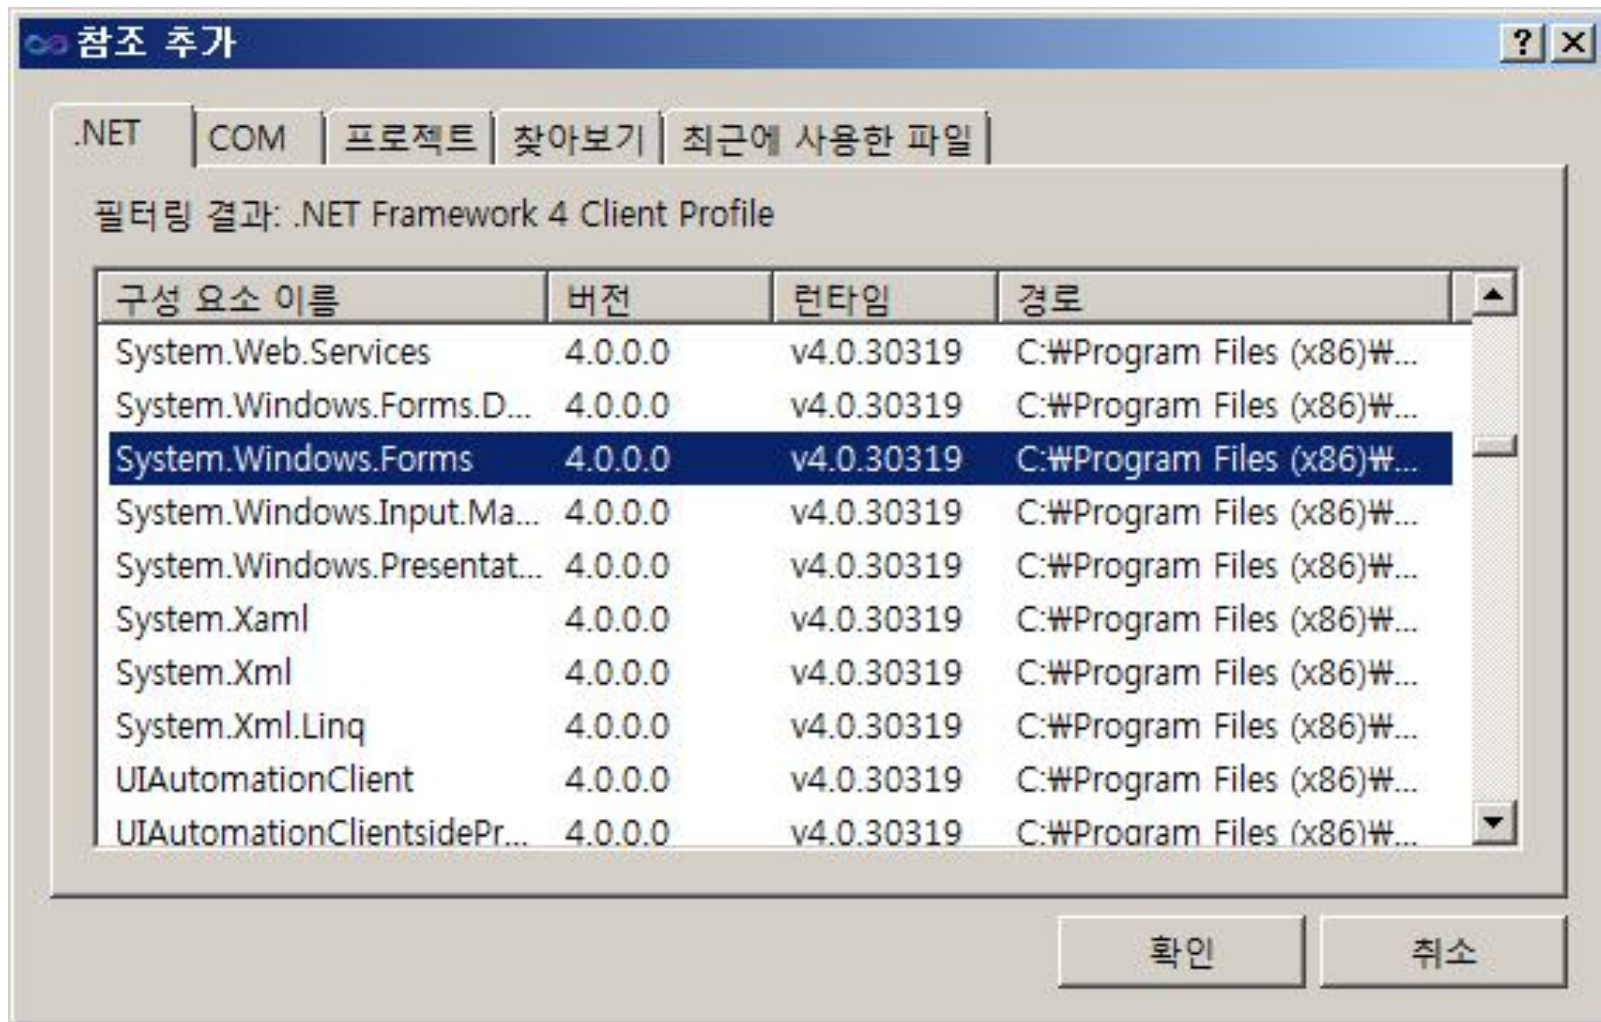 참조 추가
.NET COM 프로젝트 찾아보기 최근에 사용한 파일
필터링 결과: .NET Framework 4 Client Profile
구성 요소 이름 버전 런타임 경로
System.Web.Services 4.0.0.0 v4.0.30319 C:₩Program Files (x86)₩...
System.Windows.Forms.D... 4.0.0.0 v4.0.30319 C:₩Program Files (x86)₩...
System.Windows.Forms 4.0.0.0 v4.0.30319 C:₩Program Files (x86)₩...
System.Windows.Input.Ma... 4.0.0.0 v4.0.30319 C:₩Program Files (x86)₩...
System.Windows.Presentat... 4.0.0.0 v4.0.30319 C:₩Program Files (x86)₩...
System.Xaml 4.0.0.0 v4.0.30319 C:₩Program Files (x86)₩...
System.Xml 4.0.0.0 v4.0.30319 C:₩Program Files (x86)₩...
System.Xml.Linq 4.0.0.0 v4.0.30319 C:₩Program Files (x86)₩...
UIAutomationClient 4.0.0.0 v4.0.30319 C:₩Program Files (x86)₩...
UIAutomationClientsidePr... 4.0.0.0 v4.0.30319 C:₩Program Files (x86)₩...
확인 취소